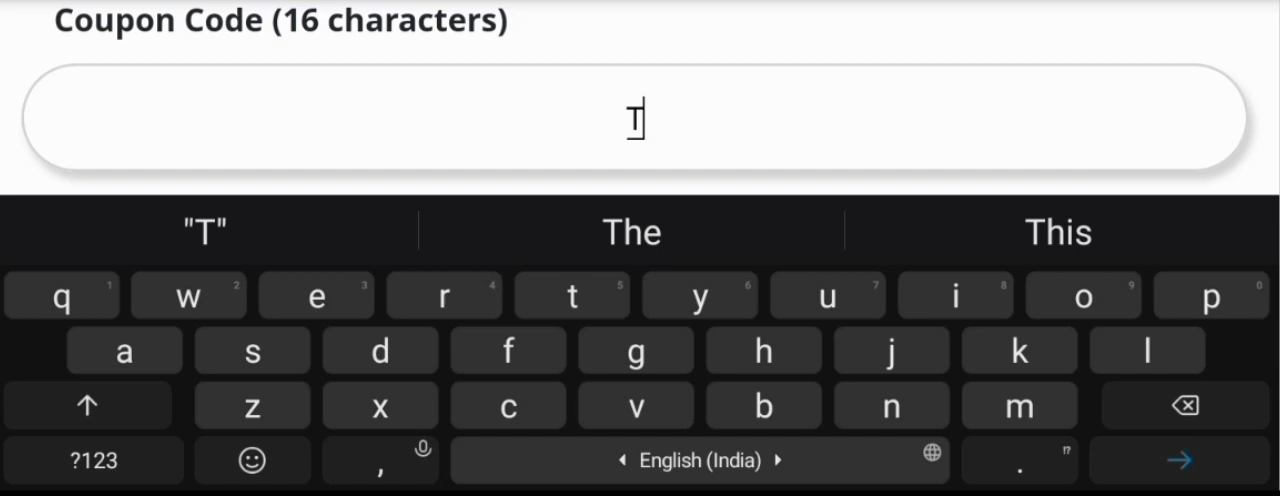 Coupon Code (16 characters)
T
"T" The This
q 1 w 2 e 3 r 4 t 5 y 6 u 7 i 8 o 9 p 0
a s d f g h j k l
z x c v b n m
?123 , English (India) . !?